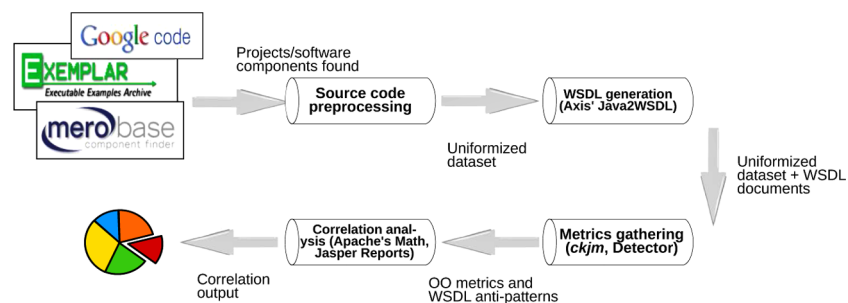 Google code
EXEMPLAR
Executable Examples Archive
merobase
component finder
Projects/software
components found
Source code
preprocessing
WSDL generation
(Axis' Java2WSDL)
Uniformized
dataset
Uniformized
dataset + WSDL
documents
Metrics gathering
(ckjm, Detector)
OO metrics and
WSDL anti-patterns
Correlation anal-
ysis (Apache's Math,
Jasper Reports)
Correlation
output